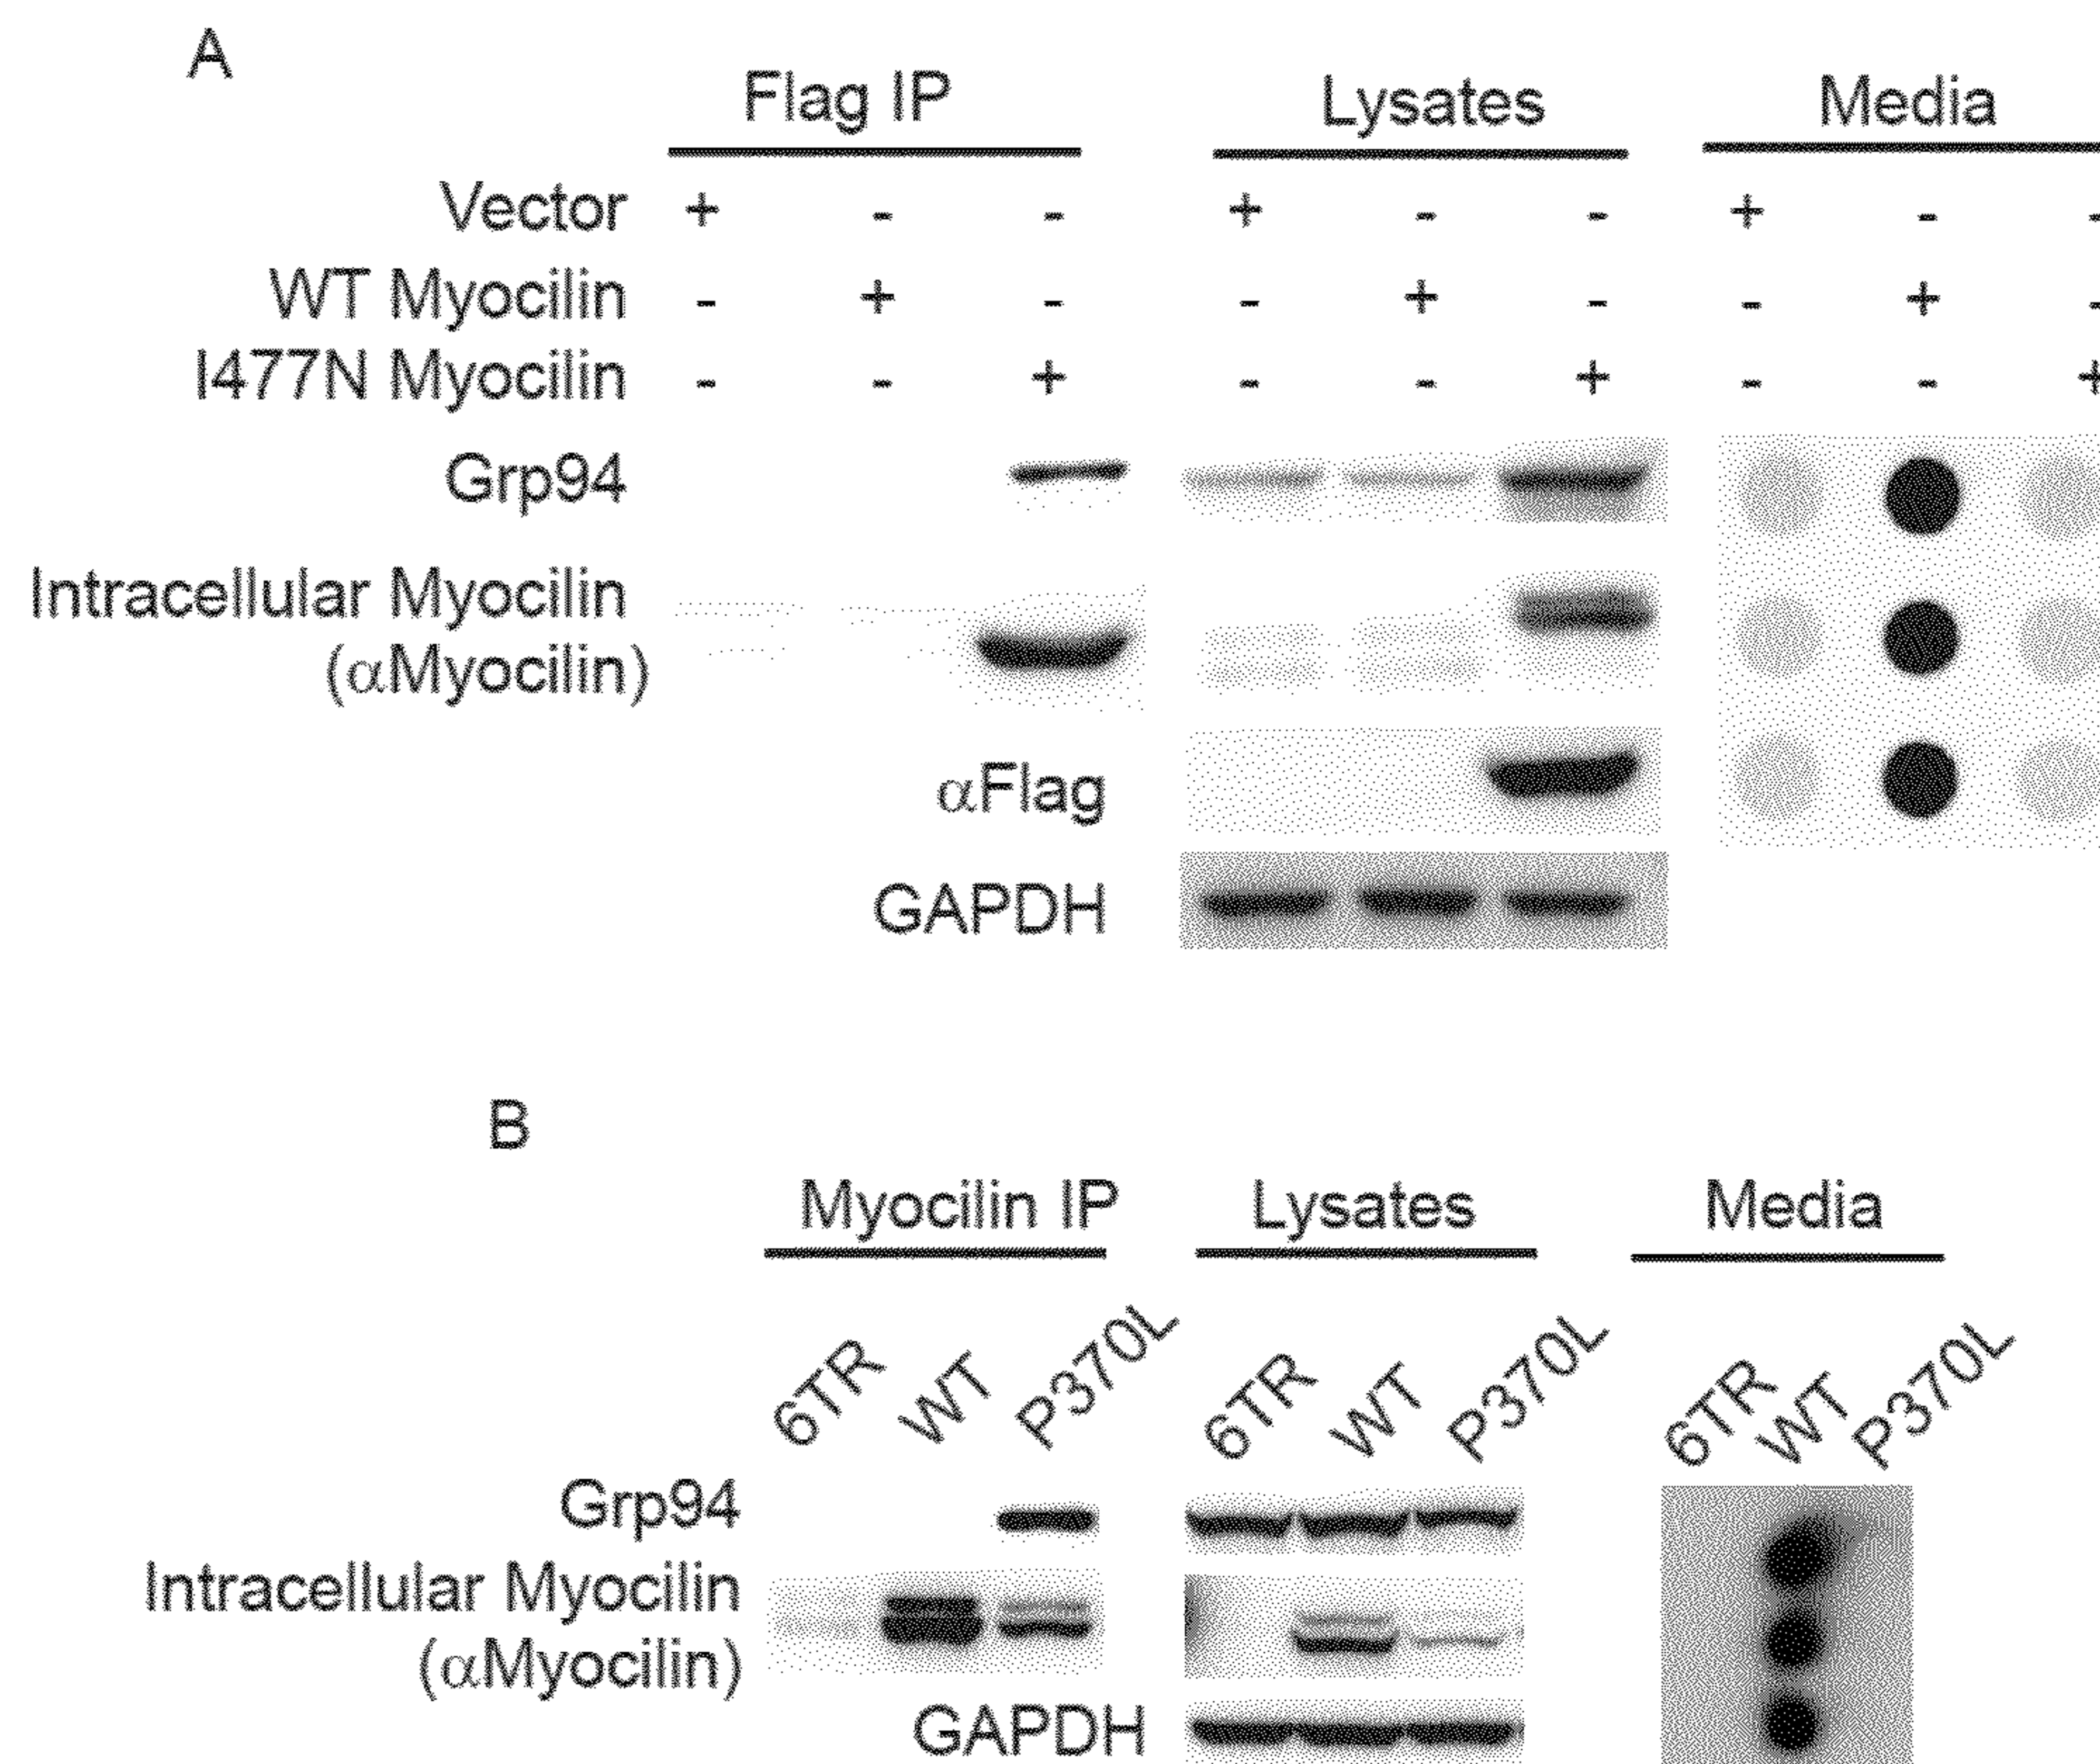 A
Flag IP Lysates Media
Vector + - - + - - + - -
WT Myocilin - + - - + - - + -
I477N Myocilin - - + - - + - - +
Grp94
Intracellular Myocilin
(αMyocilin)
αFlag
GAPDH
B
Myocilin IP Lysates Media
6TR WT P370L 6TR WT P370L 6TR WT P370L
Grp94
Intracellular Myocilin
(αMyocilin)
GAPDH